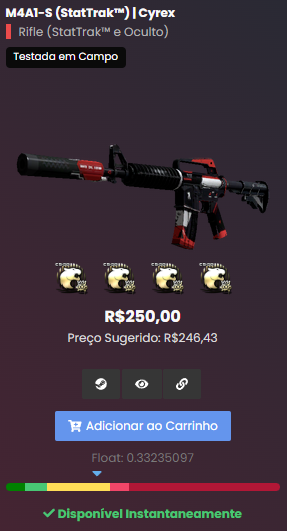 M4A1-S (StatTrak™) | Cyrex
Rifle (StatTrak™ e Oculto)
Testada em Campo
R$250,00
Preço Sugerido: R$246,43
Adicionar ao Carrinho
Float: 0.33235097
Disponível Instantaneamente